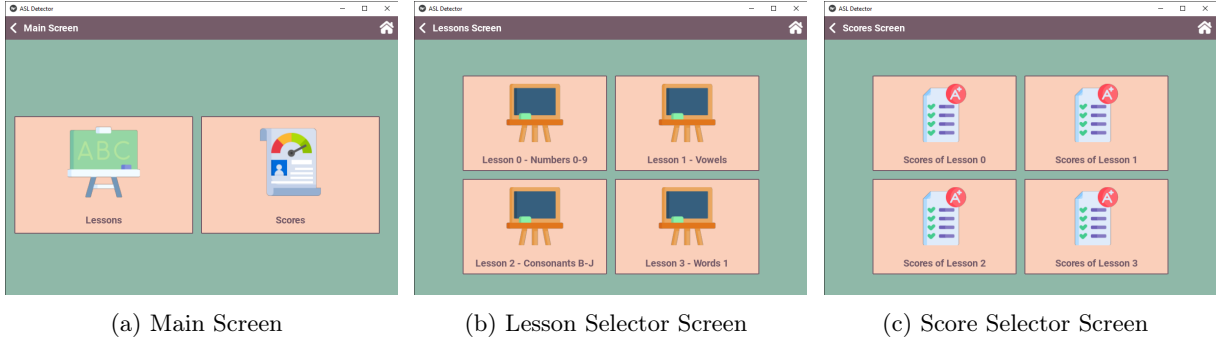 ASL Detector
Main Screen
ABC
Lessons
Scores
(a) Main Screen
ASL Detector
Lessons Screen
Lesson 0 - Numbers 0-9
Lesson 1 - Vowels
Lesson 2 - Consonants B-J
Lesson 3 - Words 1
(b) Lesson Selector Screen
ASL Detector
Scores Screen
A+
Scores of Lesson 0
A+
Scores of Lesson 1
A+
Scores of Lesson 2
A+
Scores of Lesson 3
(c) Score Selector Screen